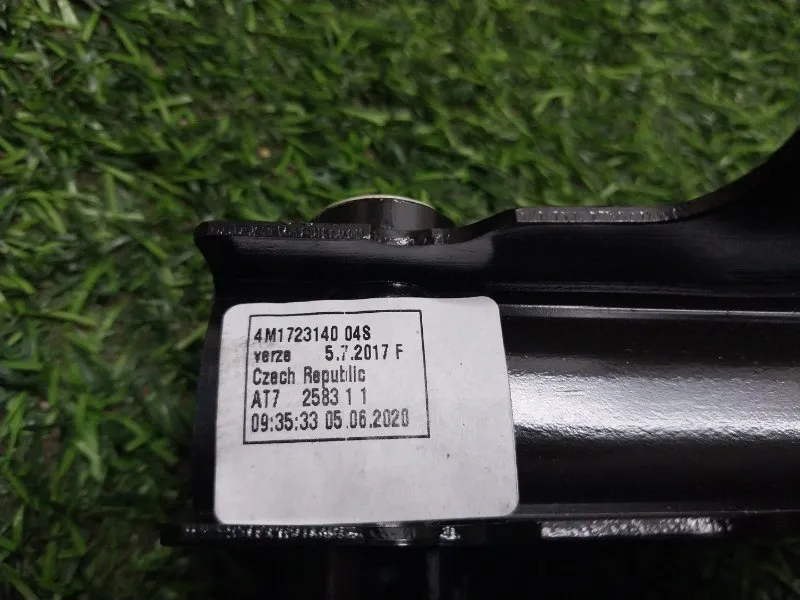 4M1723140 04S
verze 5.7.2017 F
Czech Republic
AT7 2583 1 1
09:35:33 05.06.2020